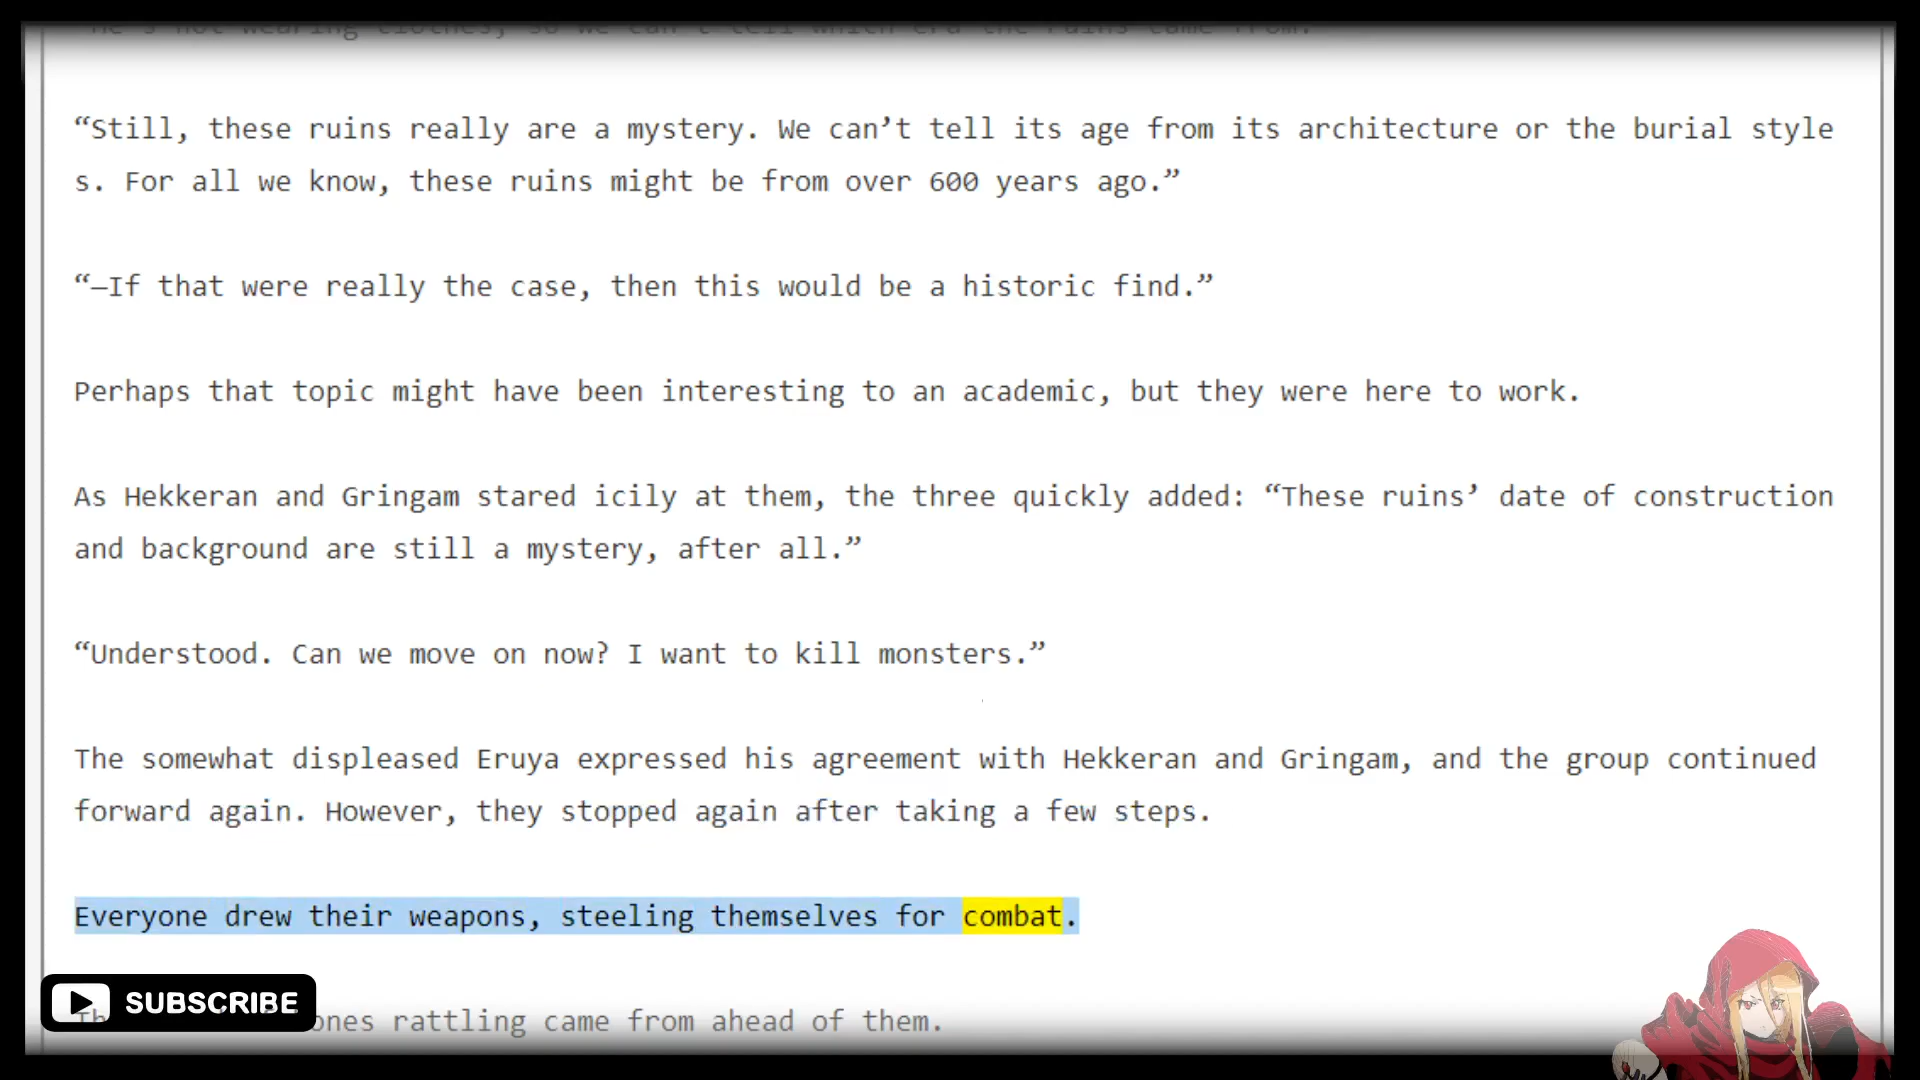 “Still, these ruins really are a mystery. We can’t tell its age from its architecture or the burial style
s. For all we know, these ruins might be from over 600 years ago.”
“—If that were really the case, then this would be a historic find.”
Perhaps that topic might have been interesting to an academic, but they were here to work.
As Hekkeran and Gringam stared icily at them, the three quickly added: “These ruins’ date of construction
and background are still a mystery, after all.”
“Understood. Can we move on now? I want to kill monsters.”
The somewhat displeased Eruya expressed his agreement with Hekkeran and Gringam, and the group continued
forward again. However, they stopped again after taking a few steps.
Everyone drew their weapons, steeling themselves for combat.
SUBSCRIBE
rattling came from ahead of them.